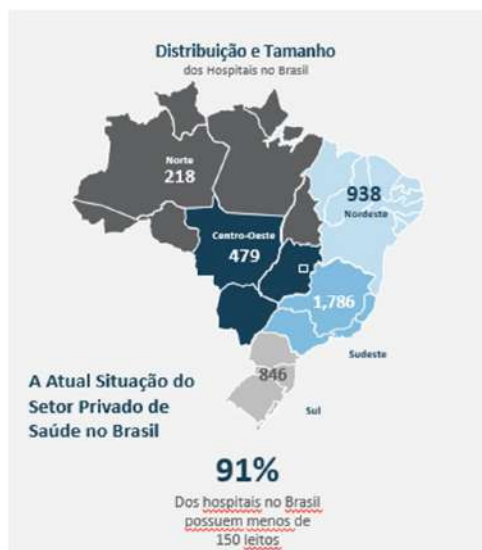 Distribuição e Tamanho
dos Hospitais no Brasil
Norte
218
938
Nordeste
Centro-Oeste
479
1,786
Sudeste
846
Sul
A Atual Situação do
Setor Privado de
Saúde no Brasil
91%
Dos hospitais no Brasil
possuem menos de
150 leitos